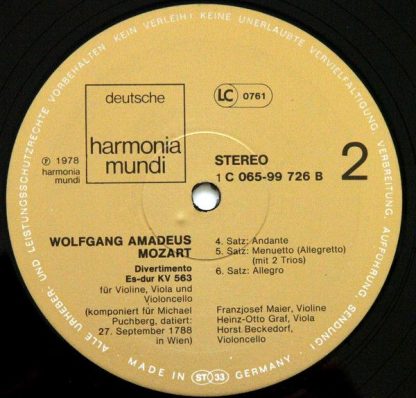 ALLE URHEBER- UND LEISTUNGSSCHUTZRECHTE VORBEHALTEN KEIN VERLEIH! KEINE UNERLAUBTE VERVIELFÄLTIGUNG, VERBREITUNG, AUFFÜHRUNG, SENDUNG!
deutsche
harmonia
mundi
LC 0761
℗ 1978
harmonia
mundi
STEREO
1 C 065-99 726 B
2
WOLFGANG AMADEUS
MOZART
Divertimento
Es-dur KV 563
für Violine, Viola und
Violoncello
(komponiert für Michael
Puchberg, datiert:
27. September 1788
in Wien)
4. Satz: Andante
5. Satz: Menuetto (Allegretto)
(mit 2 Trios)
6. Satz: Allegro
Franzjosef Maier, Violine
Heinz-Otto Graf, Viola
Horst Beckedorf,
Violoncello
MADE IN ST 33 GERMANY